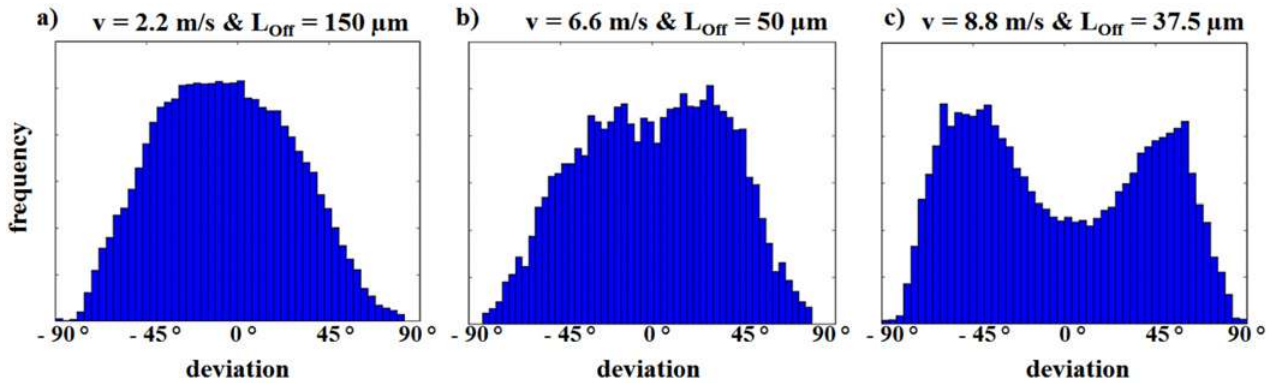 a) v = 2.2 m/s & L_Off = 150 µm
b) v = 6.6 m/s & L_Off = 50 µm
c) v = 8.8 m/s & L_Off = 37.5 µm
frequency
- 90 ° - 45 ° 0 ° 45 ° 90 °
- 90 ° - 45 ° 0 ° 45 ° 90 °
- 90 ° - 45 ° 0 ° 45 ° 90 °
deviation
deviation
deviation